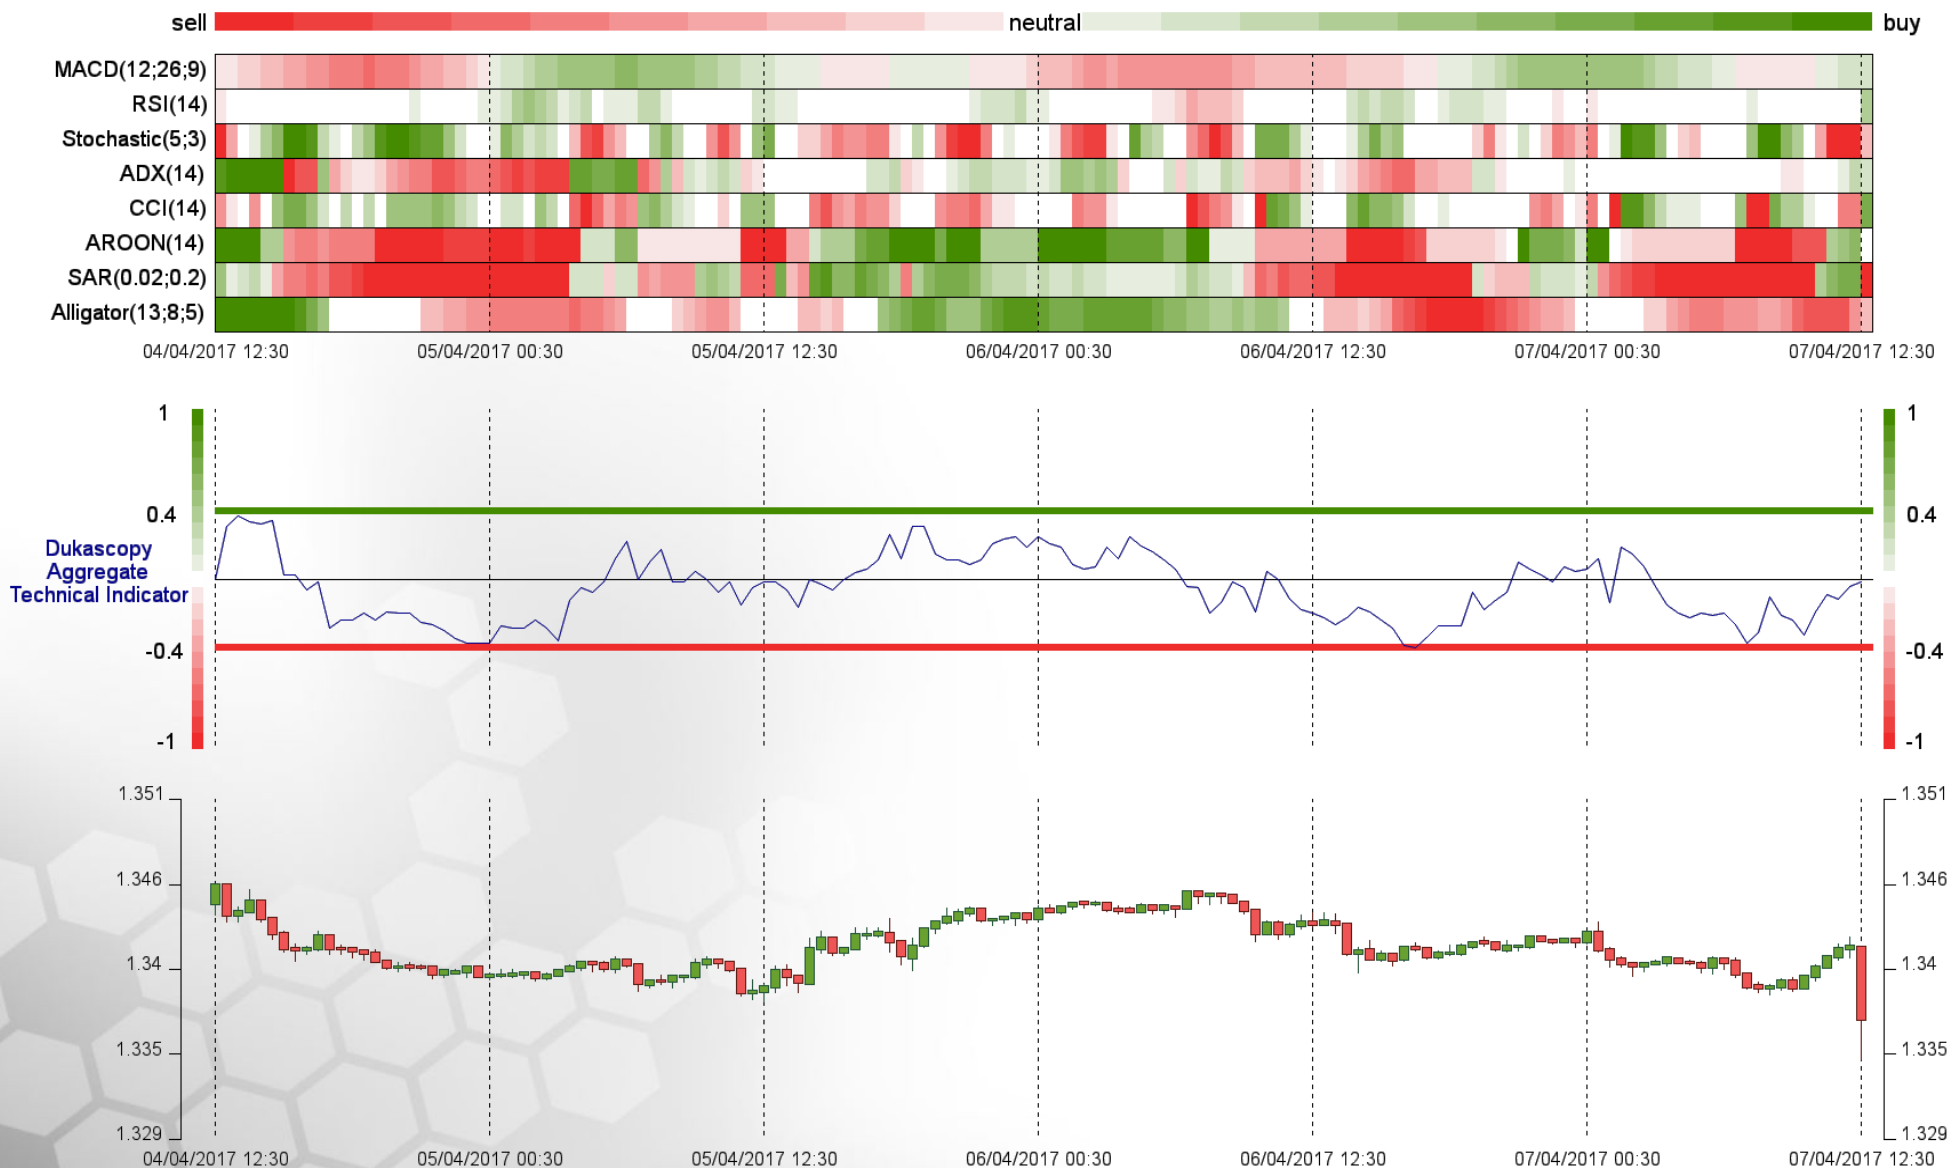 sell neutral buy
MACD(12;26;9)
RSI(14)
Stochastic(5;3)
ADX(14)
CCI(14)
AROON(14)
SAR(0.02;0.2)
Alligator(13;8;5)
04/04/2017 12:30 05/04/2017 00:30 05/04/2017 12:30 06/04/2017 00:30 06/04/2017 12:30 07/04/2017 00:30 07/04/2017 12:30
1 1
0.4 0.4
Dukascopy
Aggregate
Technical Indicator
-0.4 -0.4
-1 -1
1.351 1.351
1.346 1.346
1.34 1.34
1.335 1.335
1.329 1.329
04/04/2017 12:30 05/04/2017 00:30 05/04/2017 12:30 06/04/2017 00:30 06/04/2017 12:30 07/04/2017 00:30 07/04/2017 12:30